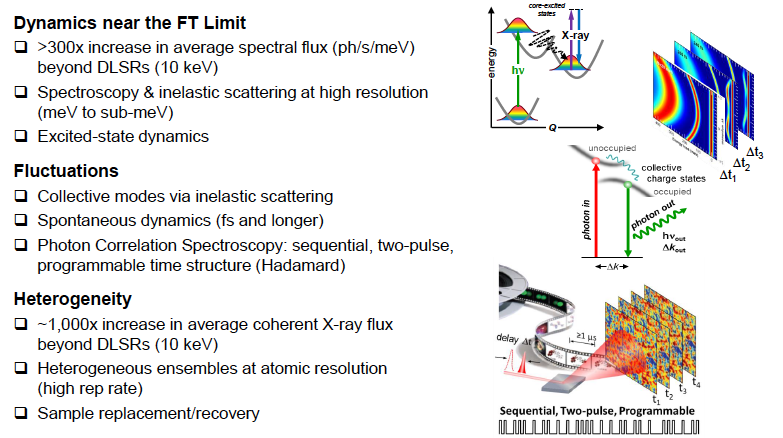 Dynamics near the FT Limit
❑ >300x increase in average spectral flux (ph/s/meV)
beyond DLSRs (10 keV)
❑ Spectroscopy & inelastic scattering at high resolution
(meV to sub-meV)
❑ Excited-state dynamics
Fluctuations
❑ Collective modes via inelastic scattering
❑ Spontaneous dynamics (fs and longer)
❑ Photon Correlation Spectroscopy: sequential, two-pulse,
programmable time structure (Hadamard)
Heterogeneity
❑ ~1,000x increase in average coherent X-ray flux
beyond DLSRs (10 keV)
❑ Heterogeneous ensembles at atomic resolution
(high rep rate)
❑ Sample replacement/recovery
core-excited
states
X-ray
energy
hν
Q
Δt1
Δt2
Δt3
unoccupied
collective
charge states
occupied
photon in
photon out
hνout
Δkout
Δk
≥1 μs
delay Δt
t1
t2
t3
t4
Sequential, Two-pulse, Programmable